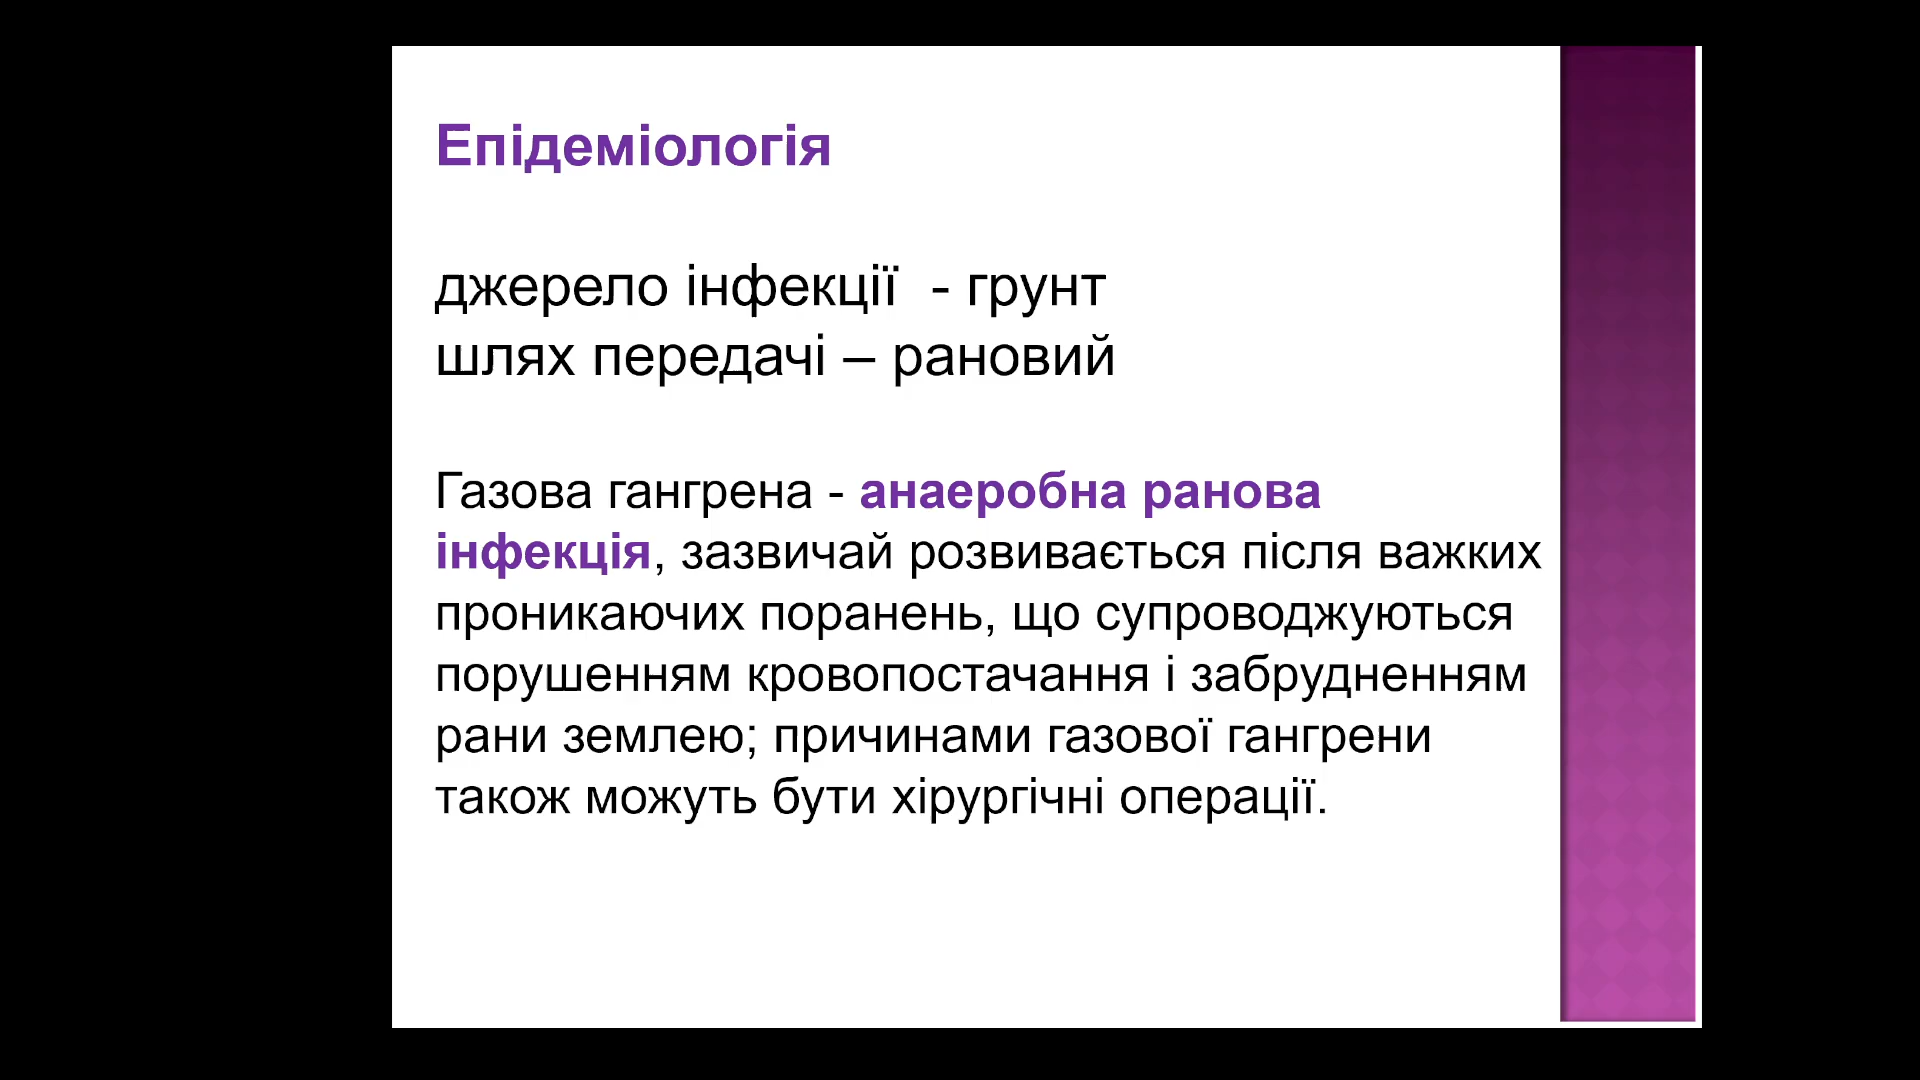 Епідеміологія
джерело інфекції  - грунт
шлях передачі – рановий
Газова гангрена - анаеробна ранова
інфекція, зазвичай розвивається після важких
проникаючих поранень, що супроводжуються
порушенням кровопостачання і забрудненням
рани землею; причинами газової гангрени
також можуть бути хірургічні операції.